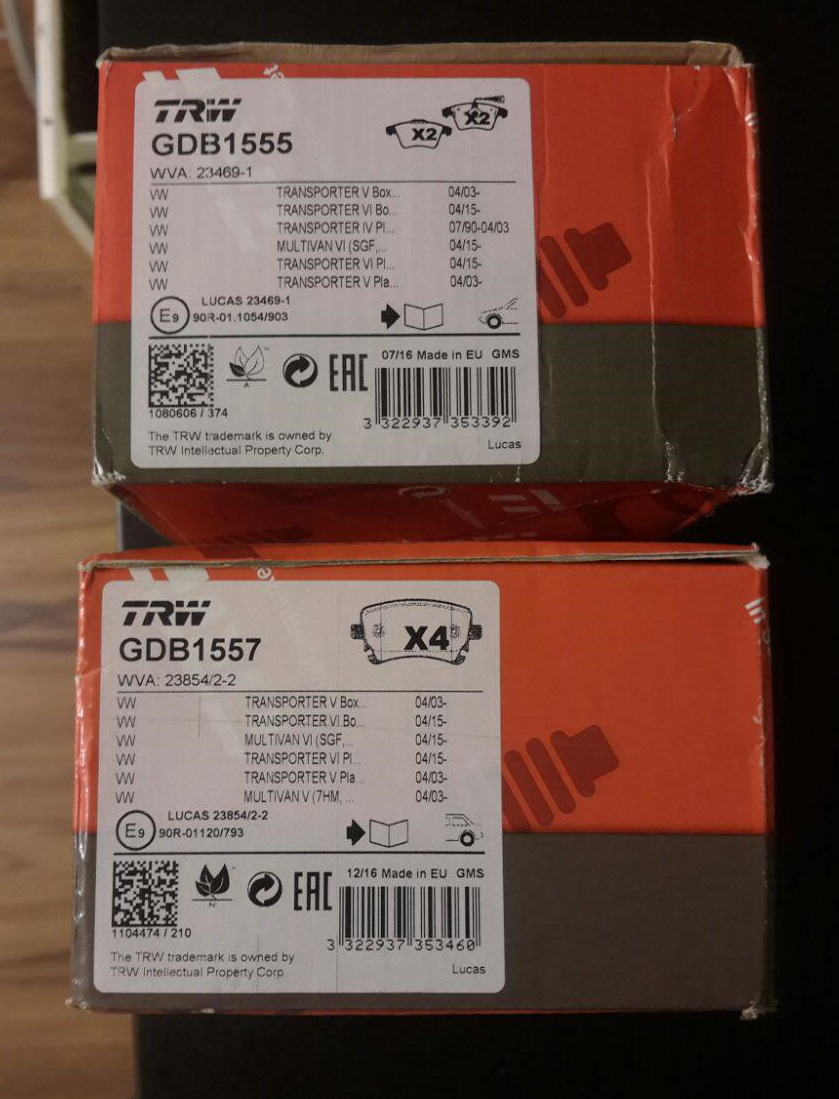 TRW
GDB1555
X2 X2
WVA: 23469-1
VW TRANSPORTER V Box... 04/03-
VW TRANSPORTER VI Bo... 04/15-
VW TRANSPORTER IV Pl... 07/90-04/03
VW MULTIVAN VI (SGF,... 04/15-
VW TRANSPORTER VI Pl... 04/15-
VW TRANSPORTER V Pla... 04/03-
LUCAS 23469-1
E9 90R-01.1054/903
07/16 Made in EU GMS
EAC
A
1080606 / 374
3 322937 353392
The TRW trademark is owned by
TRW Intellectual Property Corp.
Lucas
TRW
GDB1557
X4
WVA: 23854/2-2
VW TRANSPORTER V Box... 04/03-
VW TRANSPORTER VI Bo... 04/15-
VW MULTIVAN VI (SGF,... 04/15-
VW TRANSPORTER VI Pl... 04/15-
VW TRANSPORTER V Pla... 04/03-
VW MULTIVAN V (7HM, ... 04/03-
LUCAS 23854/2-2
E9 90R-01120/793
12/16 Made in EU GMS
EAC
N
1104474 / 210
3 322937 353460
The TRW trademark is owned by
TRW Intellectual Property Corp.
Lucas